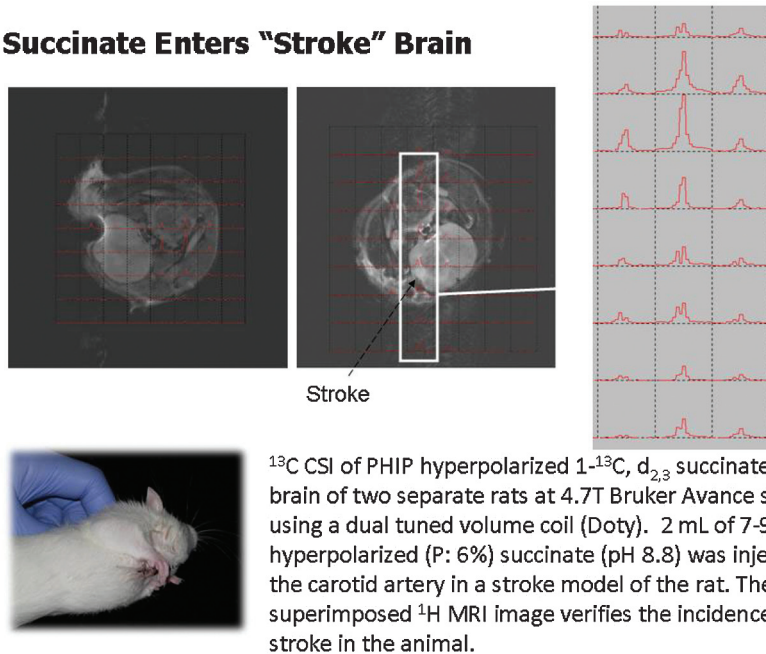 Succinate Enters “Stroke” Brain
Stroke
¹³C CSI of PHIP hyperpolarized 1-¹³C, d₂,₃ succinate
brain of two separate rats at 4.7T Bruker Avance s
using a dual tuned volume coil (Doty). 2 mL of 7-9
hyperpolarized (P: 6%) succinate (pH 8.8) was inje
the carotid artery in a stroke model of the rat. The
superimposed ¹H MRI image verifies the incidence
stroke in the animal.